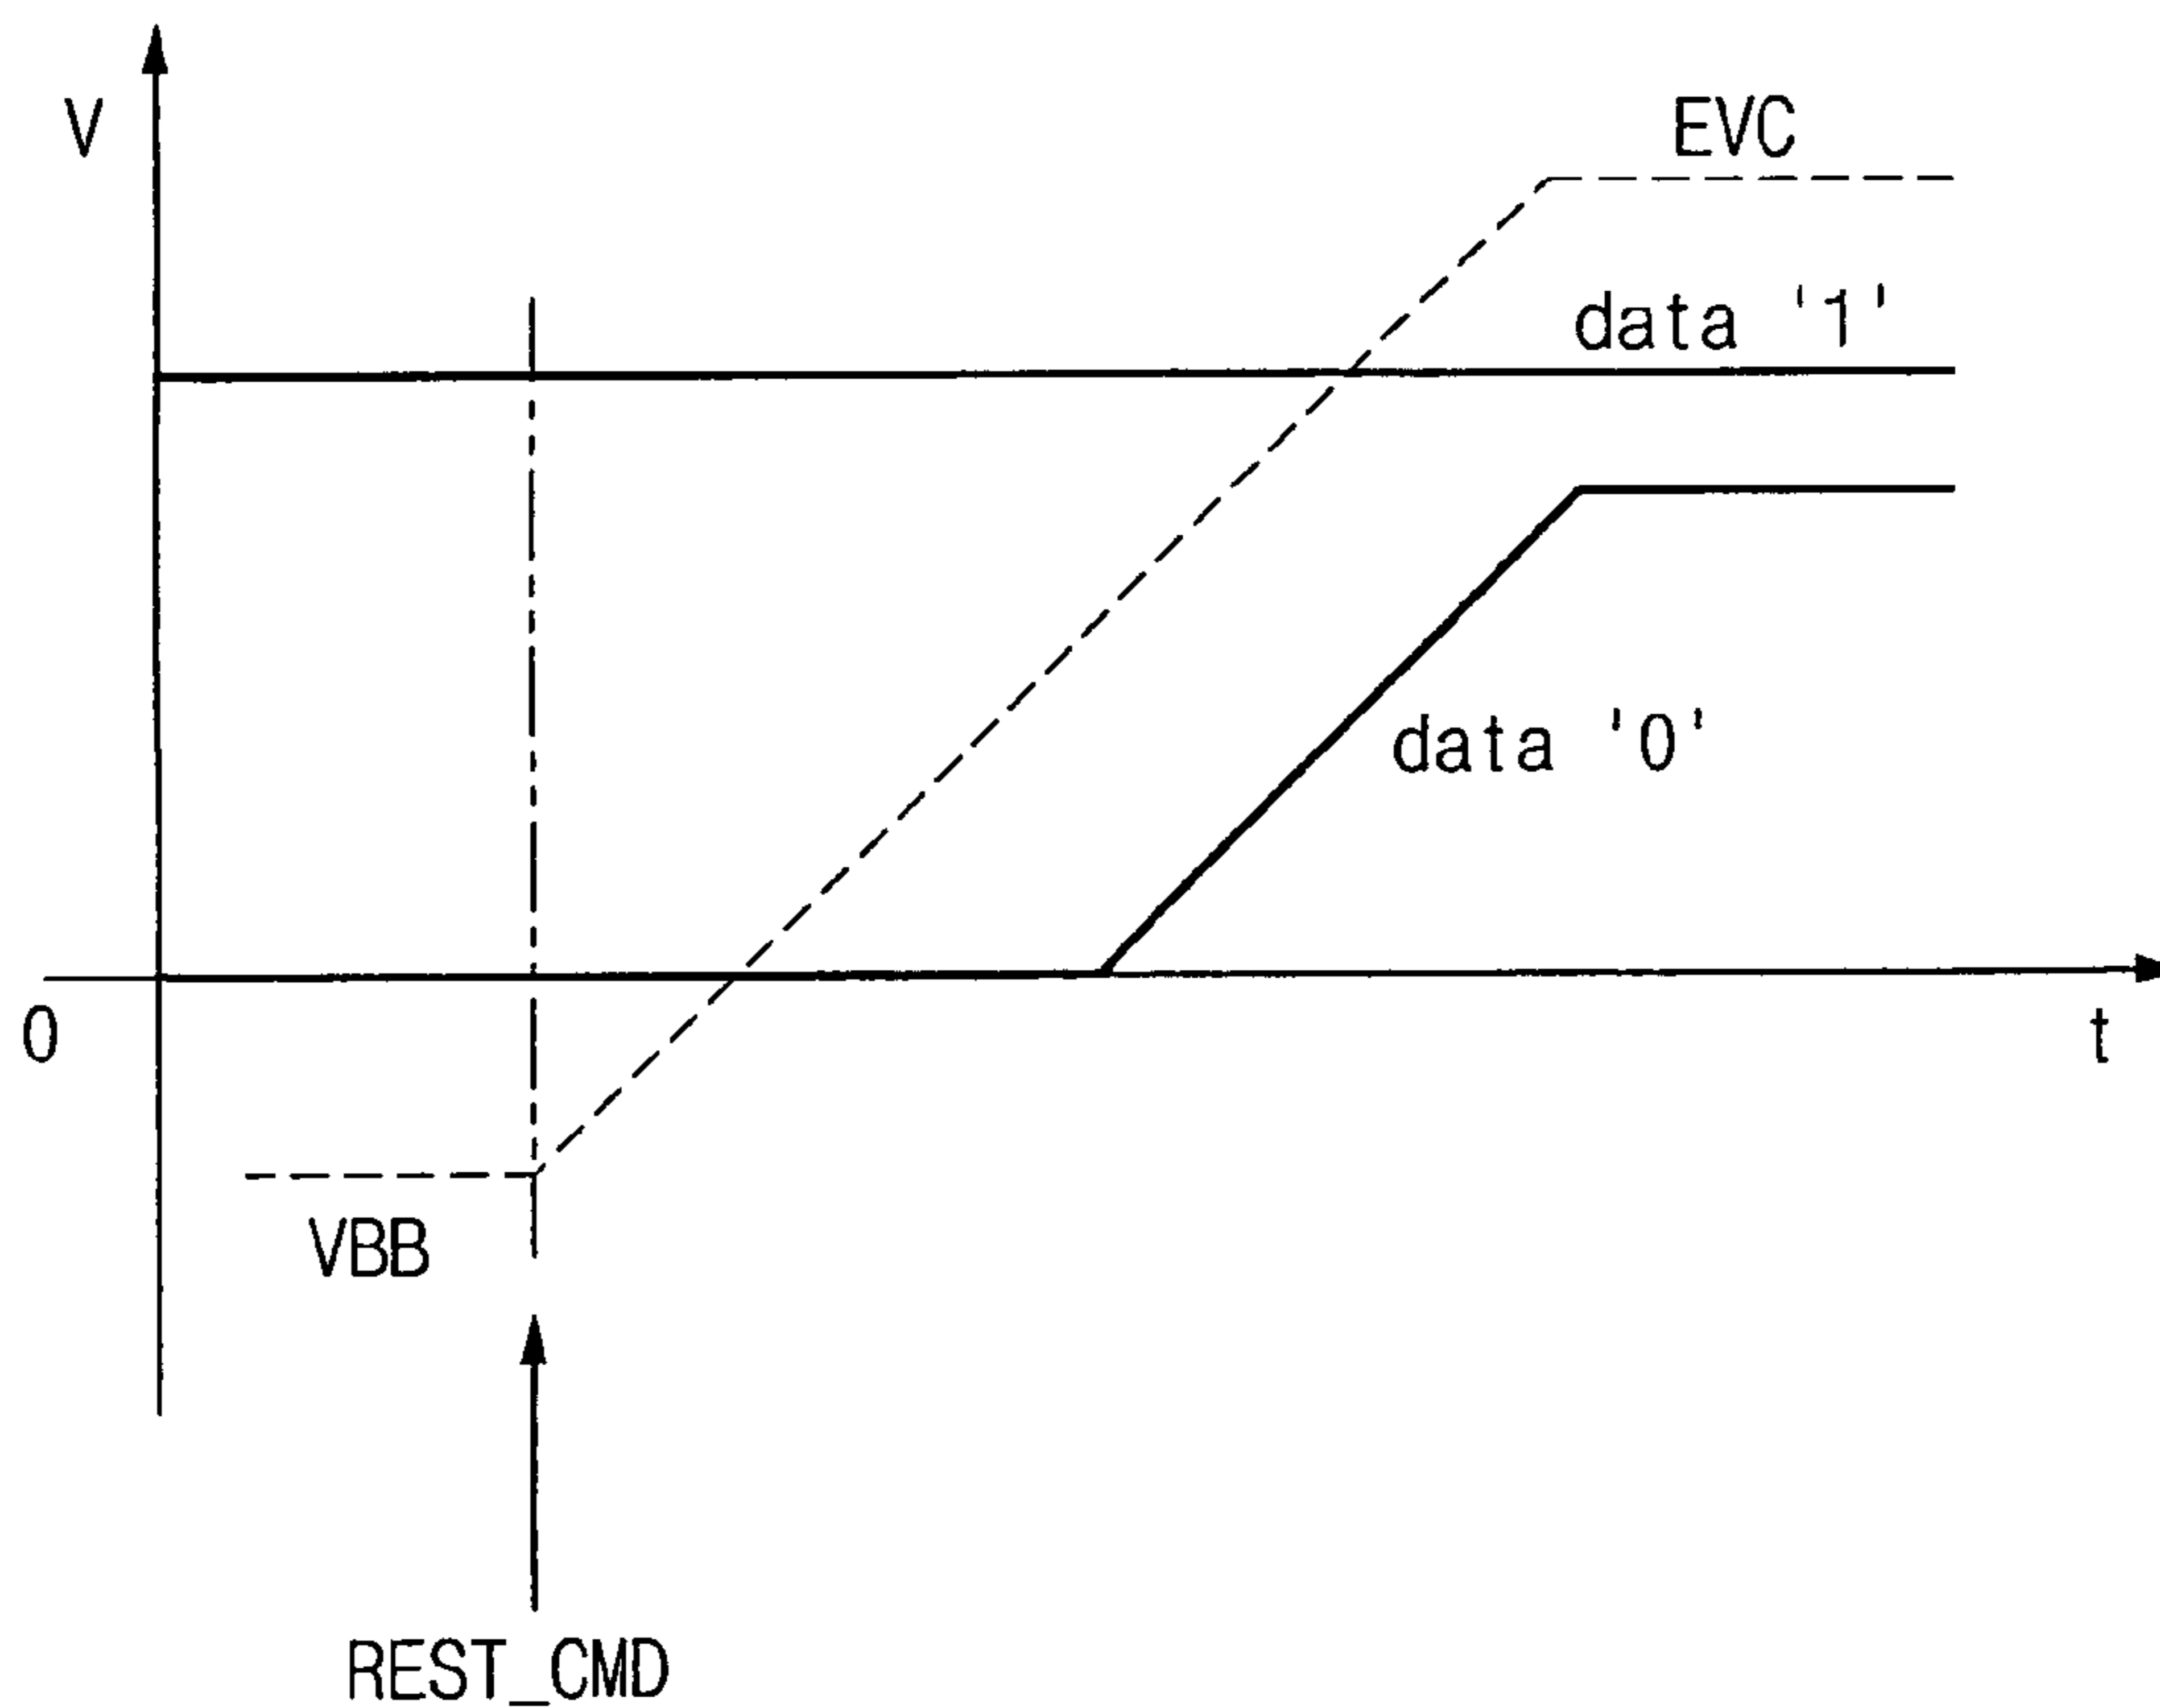 V
EVC
data '1'
data '0'
0
t
VBB
REST_CMD